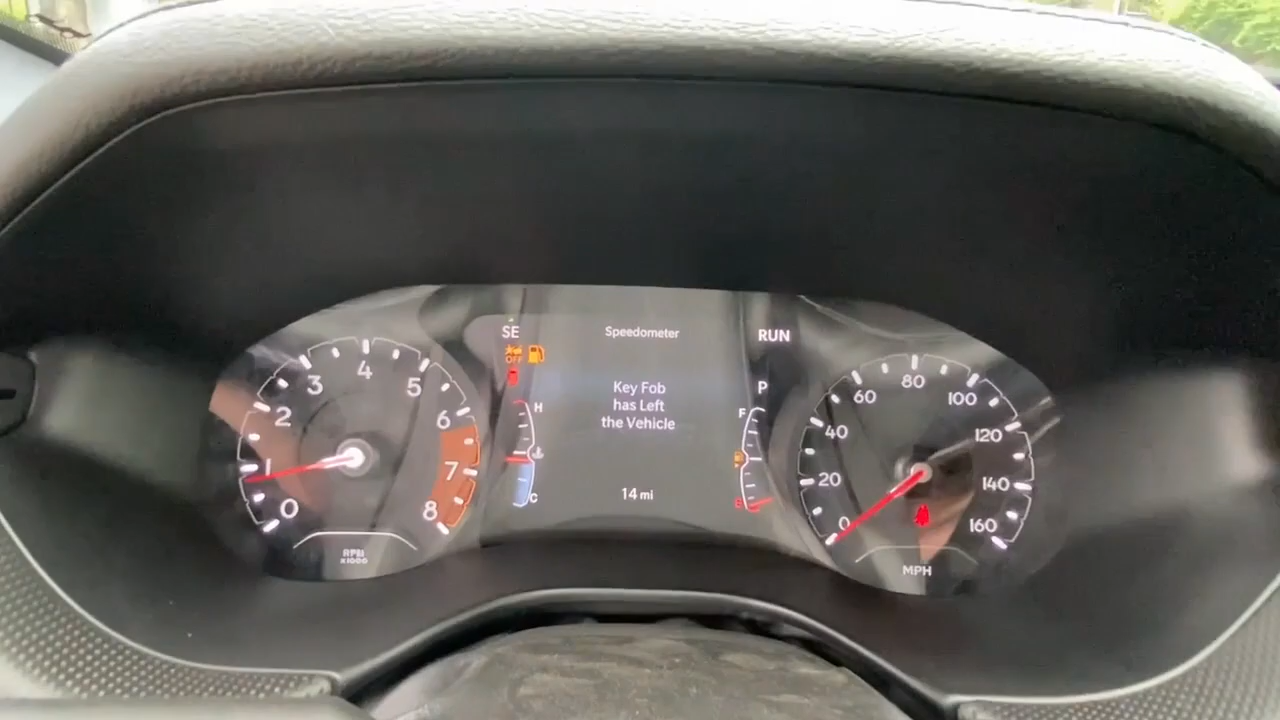 SE
Speedometer
RUN
OFF
Key Fob
has Left
the Vehicle
14 mi
P
H
C
F
E
0
1
2
3
4
5
6
7
8
RPM
x1000
0
20
40
60
80
100
120
140
160
MPH